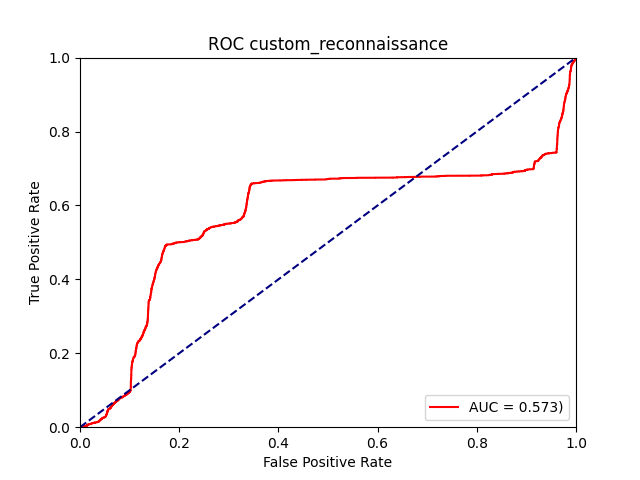 ROC custom_reconnaissance
True Positive Rate
1.0
0.8
0.6
0.4
0.2
0.0
AUC = 0.573)
0.0 0.2 0.4 0.6 0.8 1.0
False Positive Rate